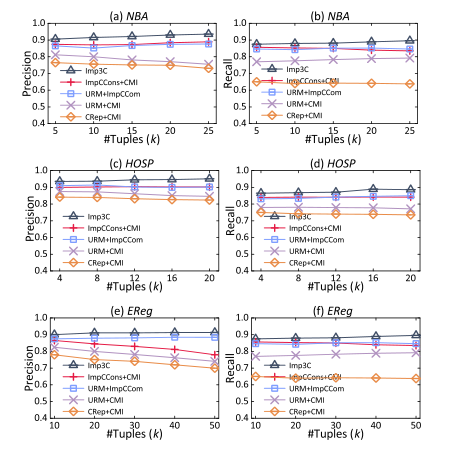 (a) NBA
Precision
1.0
0.9
0.8
0.7
0.6
0.5
0.4
Imp3C
ImpCCons+CMI
URM+ImpCCom
URM+CMI
CRep+CMI
5 10 15 20 25
#Tuples (k)
(b) NBA
Recall
1.0
0.9
0.8
0.7
0.6
0.5
0.4
Imp3C
ImpCCons+CMI
URM+ImpCCom
URM+CMI
CRep+CMI
5 10 15 20 25
#Tuples (k)
(c) HOSP
Precision
1.0
0.9
0.8
0.7
0.6
0.5
0.4
Imp3C
ImpCCons+CMI
URM+ImpCCom
URM+CMI
CRep+CMI
4 8 12 16 20
#Tuples (k)
(d) HOSP
Recall
1.0
0.9
0.8
0.7
0.6
0.5
0.4
Imp3C
ImpCCons+CMI
URM+ImpCCom
URM+CMI
CRep+CMI
4 8 12 16 20
#Tuples (k)
(e) EReg
Precision
1.0
0.9
0.8
0.7
0.6
0.5
0.4
Imp3C
ImpCCons+CMI
URM+ImpCCom
URM+CMI
CRep+CMI
10 20 30 40 50
#Tuples (k)
(f) EReg
Recall
1.0
0.9
0.8
0.7
0.6
0.5
0.4
Imp3C
ImpCCons+CMI
URM+ImpCCom
URM+CMI
CRep+CMI
10 20 30 40 50
#Tuples (k)